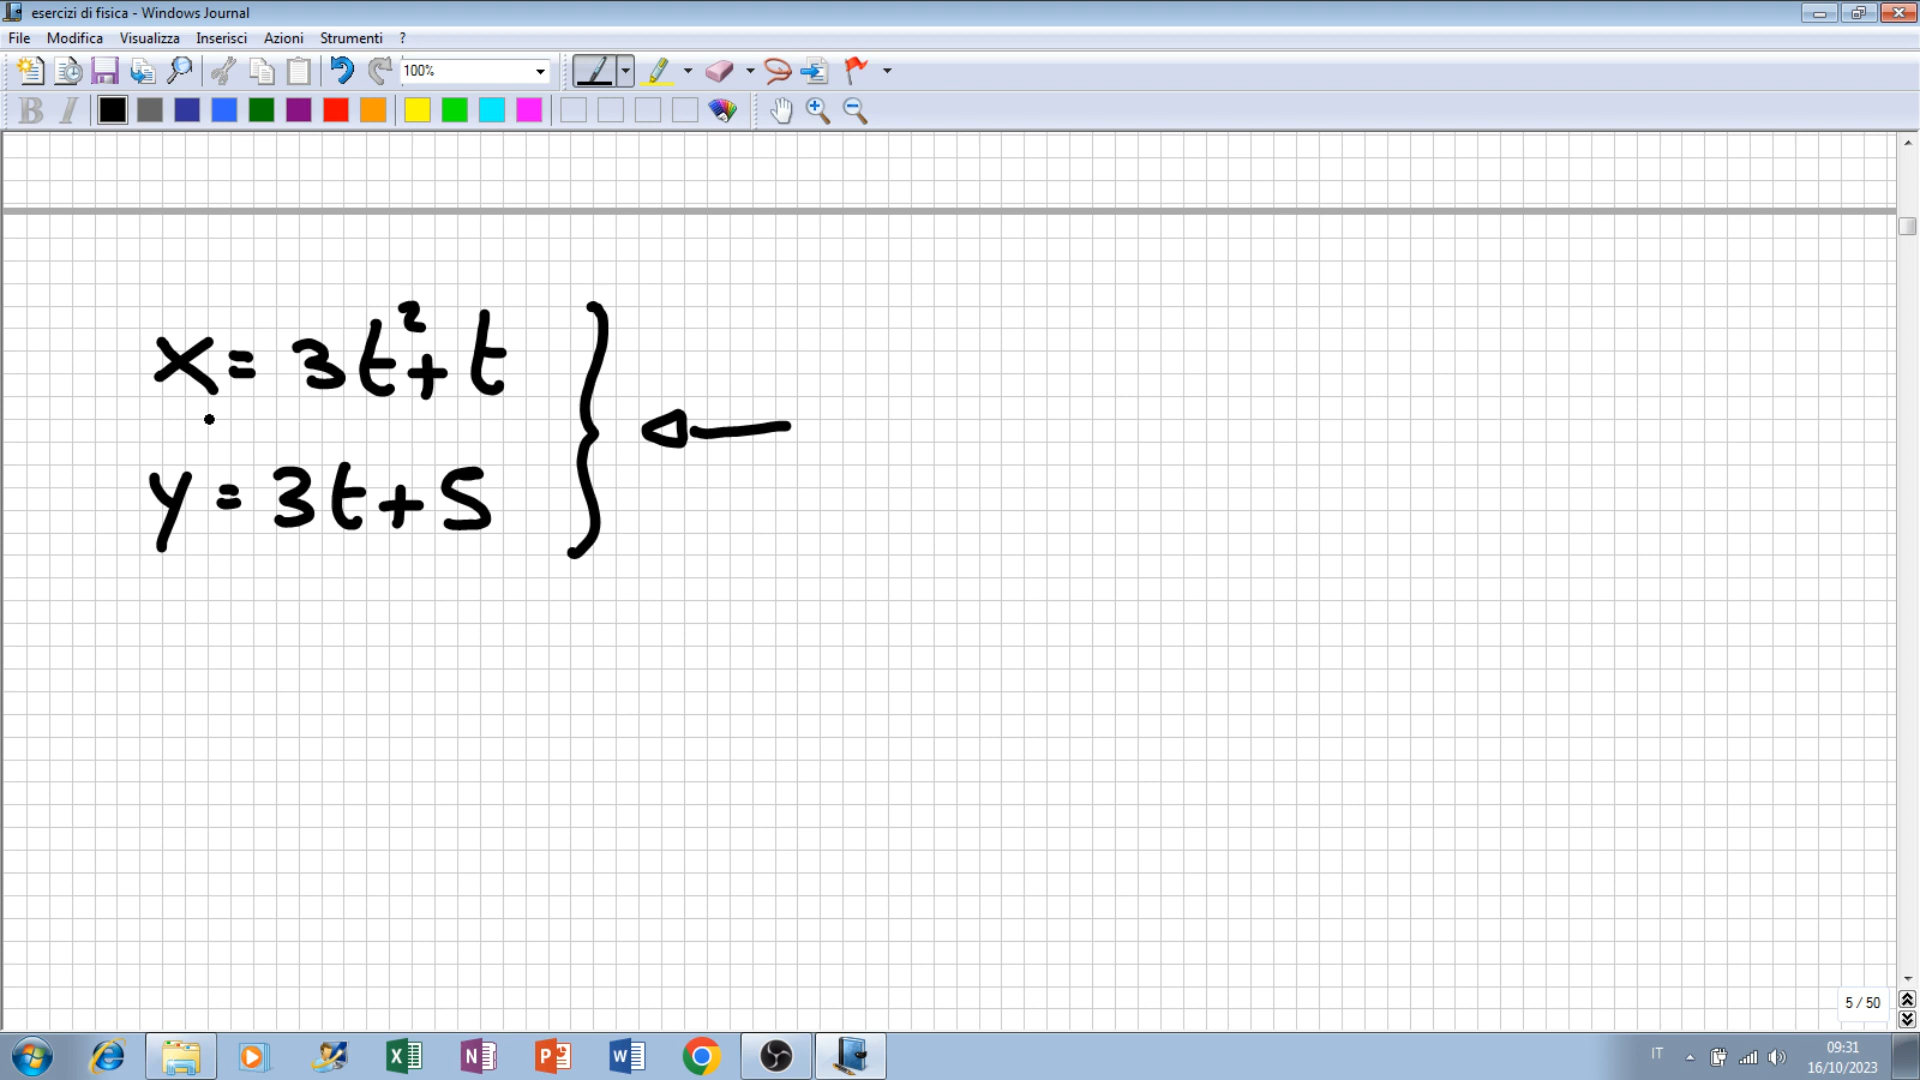 esercizi di fisica - Windows Journal
File Modifica Visualizza Inserisci Azioni Strumenti ?
100%
B I
x = 3t²+ t
y = 3t + 5
5 / 50
IT
09:31
16/10/2023